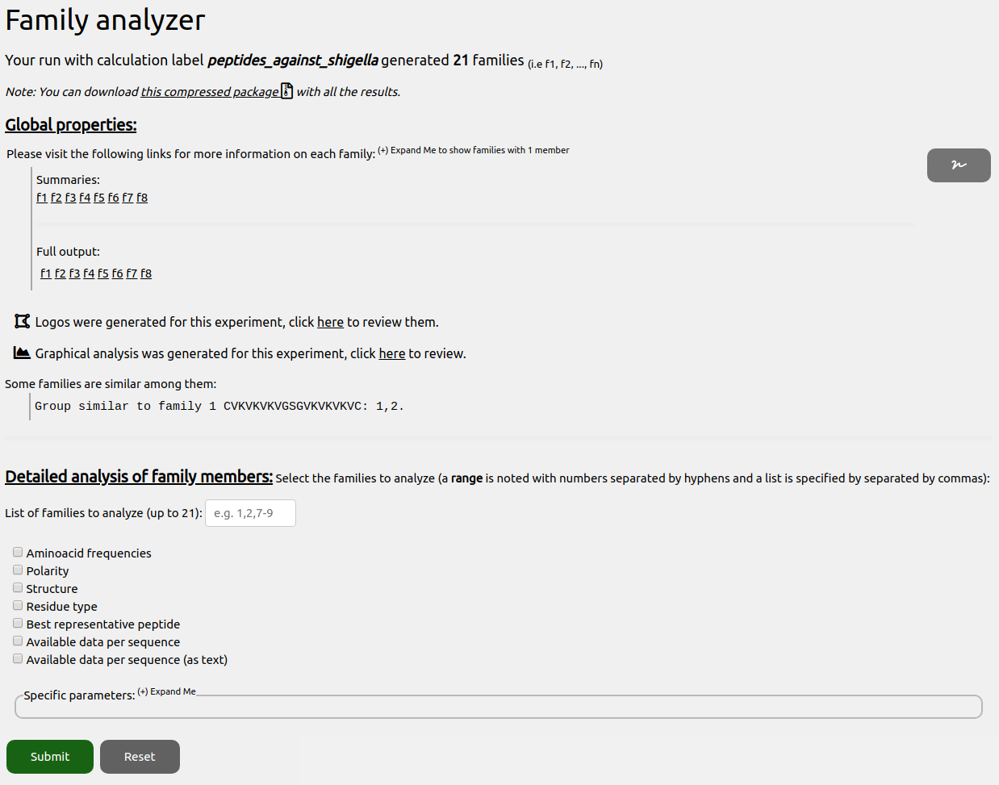 Family analyzer
Your run with calculation label peptides_against_shigella generated 21 families (i.e f1, f2, ..., fn)
Note: You can download this compressed package with all the results.
Global properties:
Please visit the following links for more information on each family: (+) Expand Me to show families with 1 member
Summaries:
f1 f2 f3 f4 f5 f6 f7 f8
Full output:
f1 f2 f3 f4 f5 f6 f7 f8
Logos were generated for this experiment, click here to review them.
Graphical analysis was generated for this experiment, click here to review.
Some families are similar among them:
Group similar to family 1 CVKVKVKVGSGVKVKVKVC: 1,2.
Detailed analysis of family members: Select the families to analyze (a range is noted with numbers separated by hyphens and a list is specified by separated by commas):
List of families to analyze (up to 21): e.g. 1,2,7-9
Aminoacid frequencies
Polarity
Structure
Residue type
Best representative peptide
Available data per sequence
Available data per sequence (as text)
Specific parameters: (+) Expand Me
Submit Reset